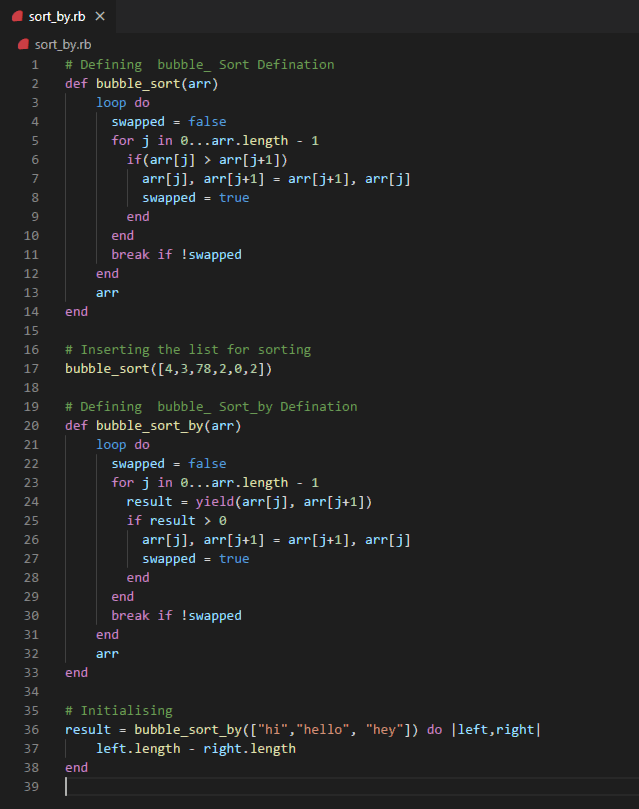 sort_by.rb ×
sort_by.rb
1 # Defining  bubble_ Sort Defination
2 def bubble_sort(arr)
3     loop do
4       swapped = false
5       for j in 0...arr.length - 1
6         if(arr[j] > arr[j+1])
7           arr[j], arr[j+1] = arr[j+1], arr[j]
8           swapped = true
9         end
10       end
11       break if !swapped
12     end
13     arr
14 end
15
16 # Inserting the list for sorting
17 bubble_sort([4,3,78,2,0,2])
18
19 # Defining  bubble_ Sort_by Defination
20 def bubble_sort_by(arr)
21     loop do
22       swapped = false
23       for j in 0...arr.length - 1
24         result = yield(arr[j], arr[j+1])
25         if result > 0
26           arr[j], arr[j+1] = arr[j+1], arr[j]
27           swapped = true
28         end
29       end
30       break if !swapped
31     end
32     arr
33 end
34
35 # Initialising
36 result = bubble_sort_by(["hi","hello", "hey"]) do |left,right|
37     left.length - right.length
38 end
39